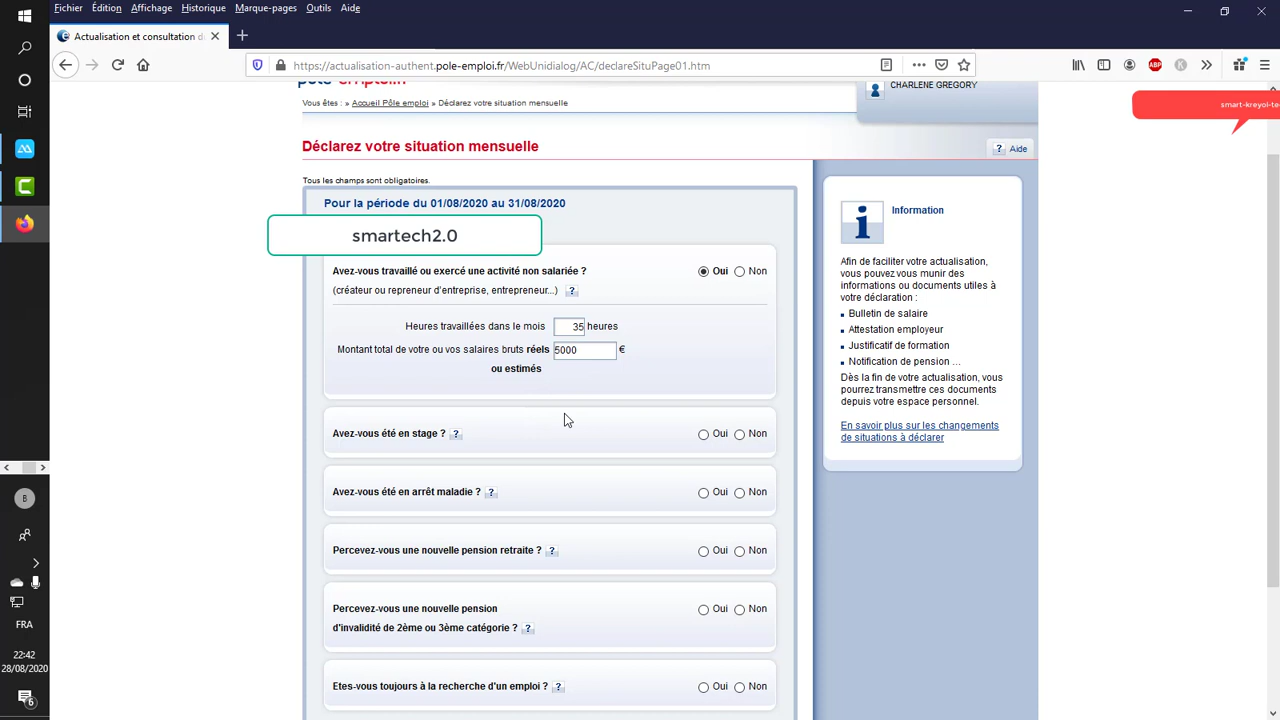 Fichier Édition Affichage Historique Marque-pages Outils Aide
Actualisation et consultation d
https://actualisation-authent.pole-emploi.fr/WebUnidialog/AC/declareSituPage01.htm
ABP
CHARLENE GREGORY
Vous êtes : » Accueil Pôle emploi » Déclarez votre situation mensuelle
smart-kreyol-te
Déclarez votre situation mensuelle
? Aide
Tous les champs sont obligatoires.
Pour la période du 01/08/2020 au 31/08/2020
smartech2.0
Avez-vous travaillé ou exercé une activité non salariée ? Oui Non
(créateur ou repreneur d'entreprise, entrepreneur...) ?
Heures travaillées dans le mois 35 heures
Montant total de votre ou vos salaires bruts réels 5000 €
ou estimés
Avez-vous été en stage ? ? Oui Non
Avez-vous été en arrêt maladie ? ? Oui Non
Percevez-vous une nouvelle pension retraite ? ? Oui Non
Percevez-vous une nouvelle pension Oui Non
d'invalidité de 2ème ou 3ème catégorie ? ?
Etes-vous toujours à la recherche d'un emploi ? ? Oui Non
i Information
Afin de faciliter votre actualisation,
vous pouvez vous munir des
informations ou documents utiles à
votre déclaration :
Bulletin de salaire
Attestation employeur
Justificatif de formation
Notification de pension ...
Dès la fin de votre actualisation, vous
pourrez transmettre ces documents
depuis votre espace personnel.
En savoir plus sur les changements
de situations à déclarer
B
FRA
22:42
28/08/2020
6